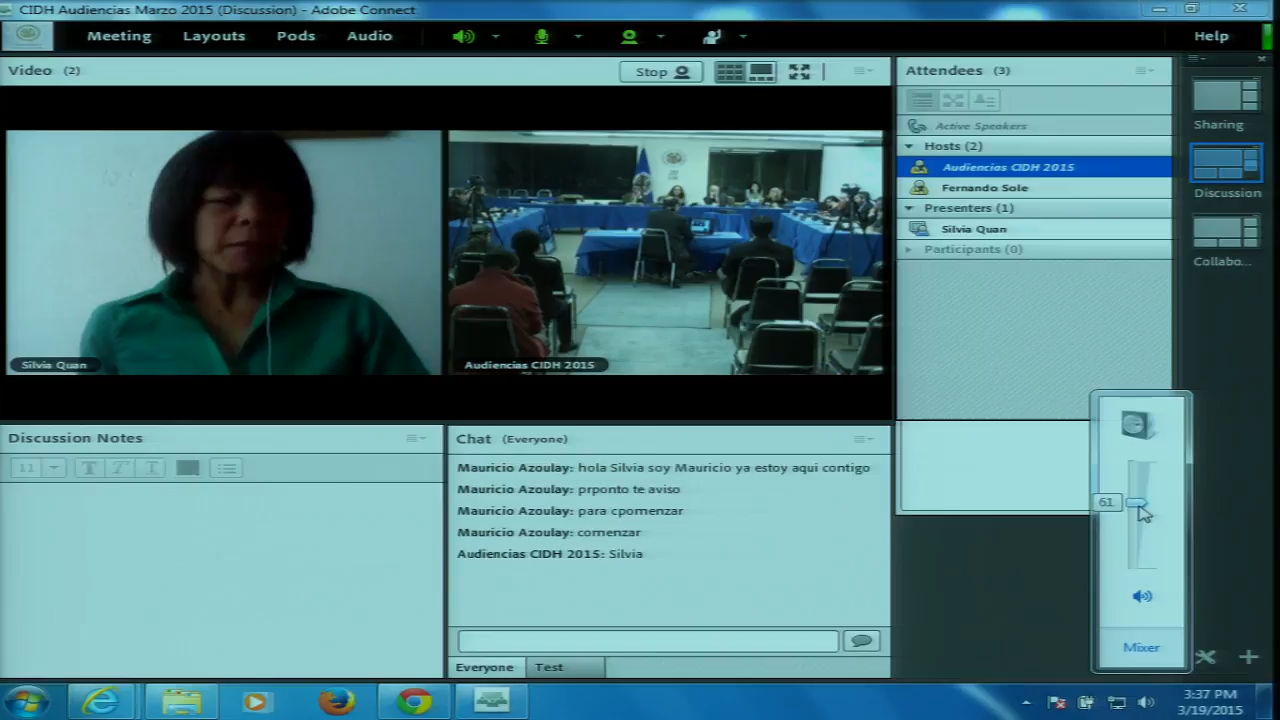 CIDH Audiencias Marzo 2015 (Discussion) - Adobe Connect
Meeting Layouts Pods Audio Help
Video (2)
Stop
Attendees (3)
Active Speakers
Hosts (2)
Audiencias CIDH 2015
Fernando Sole
Presenters (1)
Silvia Quan
Participants (0)
Sharing
Discussion
Collabo...
Silvia Quan
Audiencias CIDH 2015
Discussion Notes
11
T T T
Chat (Everyone)
Mauricio Azoulay: hola Silvia soy Mauricio ya estoy aqui contigo
Mauricio Azoulay: prponto te aviso
Mauricio Azoulay: para cpomenzar
Mauricio Azoulay: comenzar
Audiencias CIDH 2015: Silvia
Everyone Test
61
Mixer
3:37 PM
3/19/2015